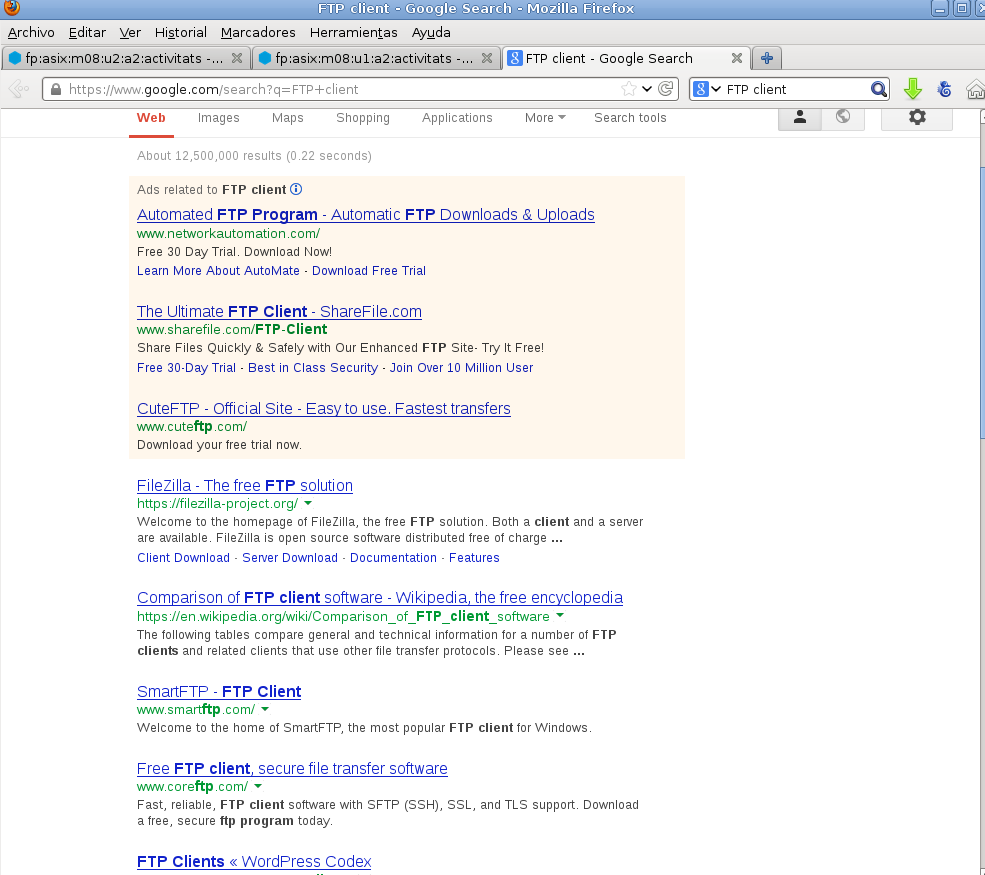 FTP client - Google Search - Mozilla Firefox
Archivo Editar Ver Historial Marcadores Herramientas Ayuda
fp:asix:m08:u2:a2:activitats -... fp:asix:m08:u1:a2:activitats -... FTP client - Google Search
https://www.google.com/search?q=FTP+client FTP client
Web Images Maps Shopping Applications More Search tools
About 12,500,000 results (0.22 seconds)
Ads related to FTP client
Automated FTP Program - Automatic FTP Downloads & Uploads
www.networkautomation.com/
Free 30 Day Trial. Download Now!
Learn More About AutoMate - Download Free Trial
The Ultimate FTP Client - ShareFile.com
www.sharefile.com/FTP-Client
Share Files Quickly & Safely with Our Enhanced FTP Site- Try It Free!
Free 30-Day Trial - Best in Class Security - Join Over 10 Million User
CuteFTP - Official Site - Easy to use. Fastest transfers
www.cuteftp.com/
Download your free trial now.
FileZilla - The free FTP solution
https://filezilla-project.org/
Welcome to the homepage of FileZilla, the free FTP solution. Both a client and a server
are available. FileZilla is open source software distributed free of charge ...
Client Download - Server Download - Documentation - Features
Comparison of FTP client software - Wikipedia, the free encyclopedia
https://en.wikipedia.org/wiki/Comparison_of_FTP_client_software
The following tables compare general and technical information for a number of FTP
clients and related clients that use other file transfer protocols. Please see ...
SmartFTP - FTP Client
www.smartftp.com/
Welcome to the home of SmartFTP, the most popular FTP client for Windows.
Free FTP client, secure file transfer software
www.coreftp.com/
Fast, reliable, FTP client software with SFTP (SSH), SSL, and TLS support. Download
a free, secure ftp program today.
FTP Clients « WordPress Codex